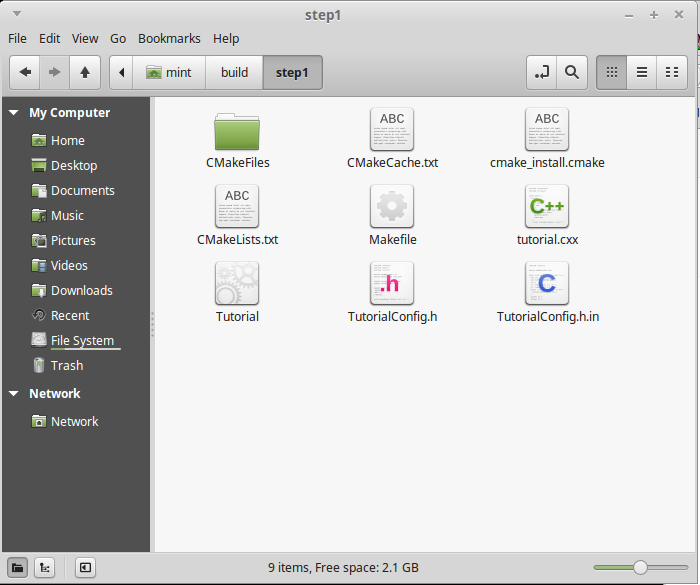 step1
File Edit View Go Bookmarks Help
mint build step1
My Computer
Home
Desktop
Documents
Music
Pictures
Videos
Downloads
Recent
File System
Trash
Network
Network
CMakeFiles
ABC
CMakeCache.txt
ABC
cmake_install.cmake
ABC
CMakeLists.txt
Makefile
C++
tutorial.cxx
Tutorial
.h
TutorialConfig.h
C
TutorialConfig.h.in
9 items, Free space: 2.1 GB